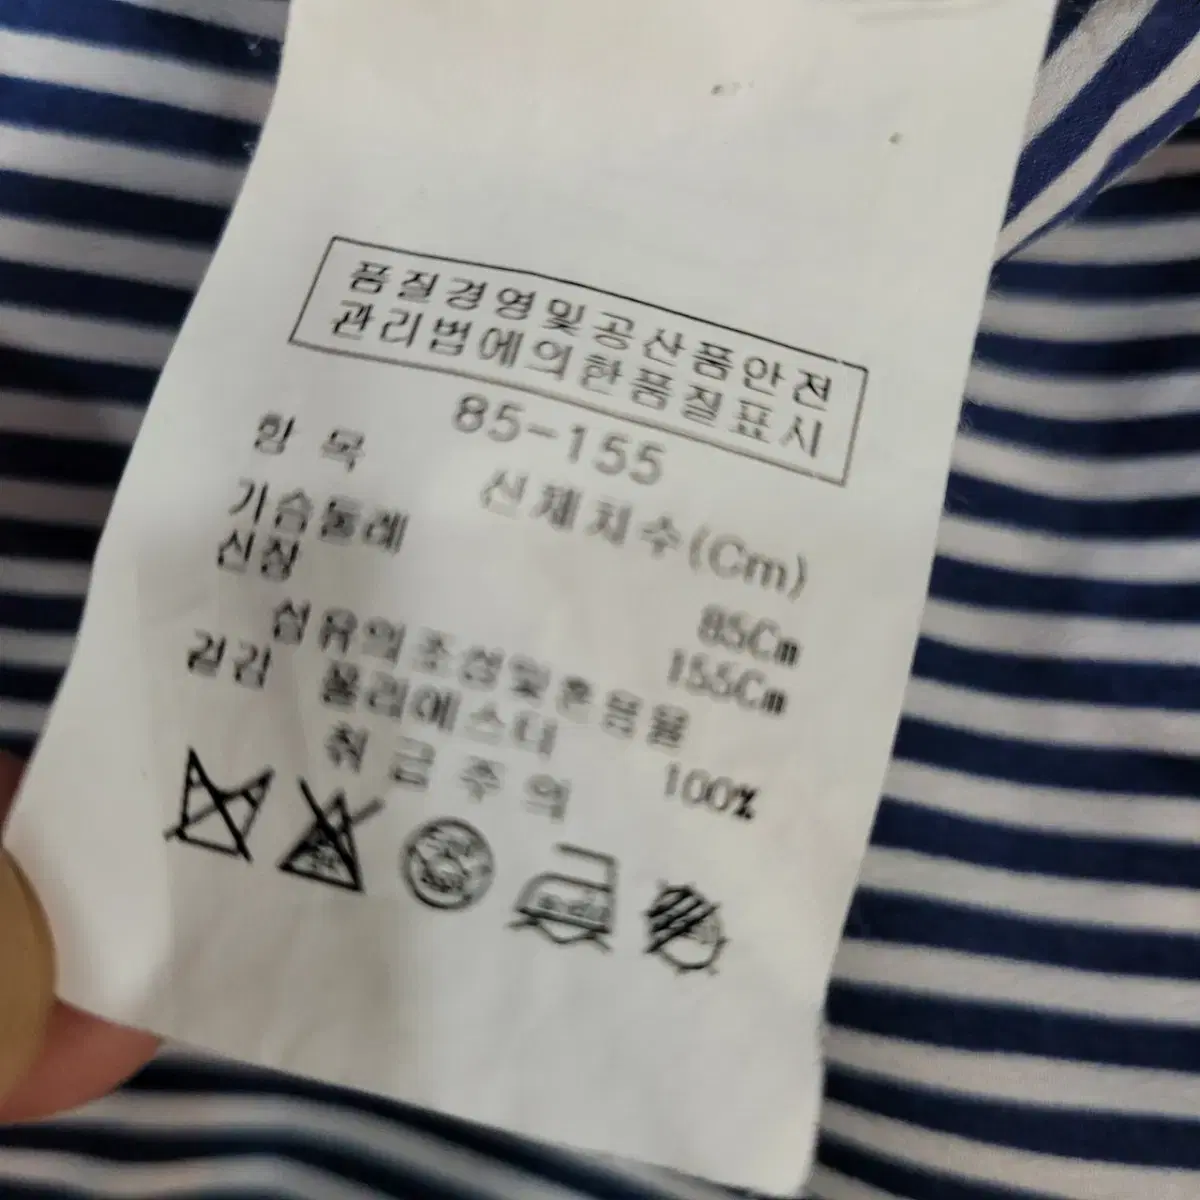 품질경영및공산품안전
관리법에의한품질표시
85-155
항 목 신체치수(Cm)
가슴둘레 85Cm
신장 155Cm
섬유의조성및혼용율
겉감 폴리에스터 100%
취급주의